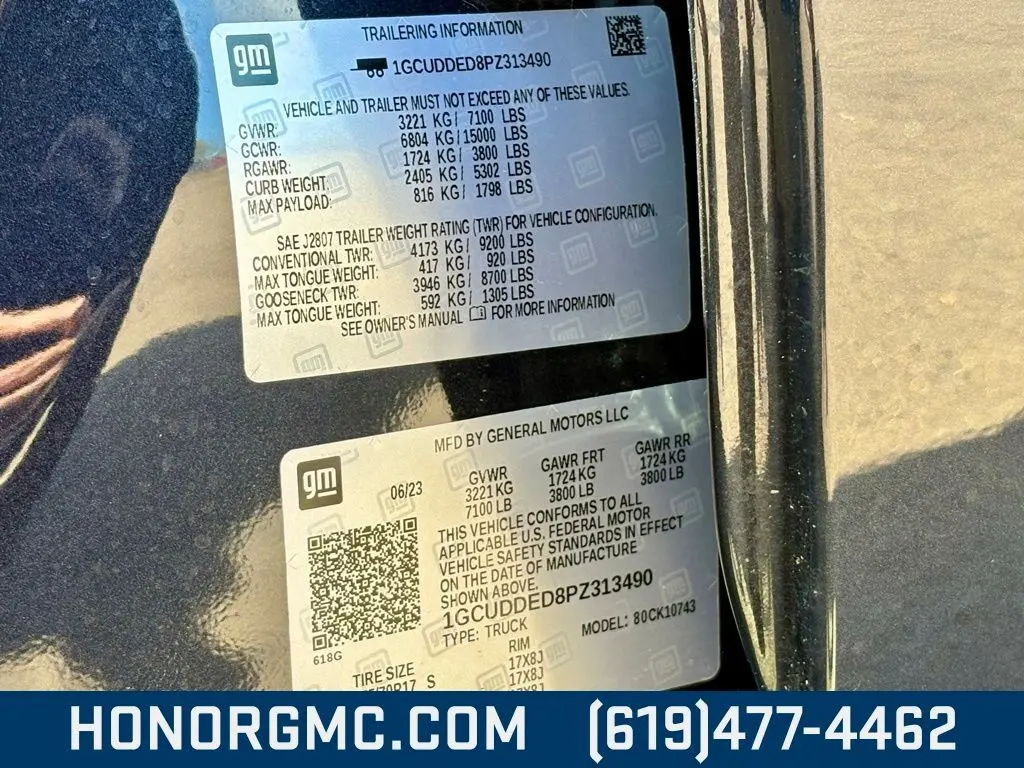 gm
TRAILERING INFORMATION
1GCUDDED8PZ313490
VEHICLE AND TRAILER MUST NOT EXCEED ANY OF THESE VALUES.
GVWR: 3221 KG/ 7100 LBS
GCWR: 6804 KG/15000 LBS
RGAWR: 1724 KG/ 3800 LBS
CURB WEIGHT: 2405 KG/ 5302 LBS
MAX PAYLOAD: 816 KG/ 1798 LBS
SAE J2807 TRAILER WEIGHT RATING (TWR) FOR VEHICLE CONFIGURATION.
CONVENTIONAL TWR: 4173 KG/ 9200 LBS
MAX TONGUE WEIGHT: 417 KG/ 920 LBS
GOOSENECK TWR: 3946 KG/ 8700 LBS
MAX TONGUE WEIGHT: 592 KG/ 1305 LBS
SEE OWNER'S MANUAL FOR MORE INFORMATION
MFD BY GENERAL MOTORS LLC
gm
06/23
GVWR GAWR FRT GAWR RR
3221 KG 1724 KG 1724 KG
7100 LB 3800 LB 3800 LB
THIS VEHICLE CONFORMS TO ALL
APPLICABLE U.S. FEDERAL MOTOR
VEHICLE SAFETY STANDARDS IN EFFECT
ON THE DATE OF MANUFACTURE
SHOWN ABOVE.
1GCUDDED8PZ313490
TYPE: TRUCK MODEL: 80CK10743
618G
TIRE SIZE RIM
S 17X8J
17X8J
17X8J
HONORGMC.COM (619)477-4462